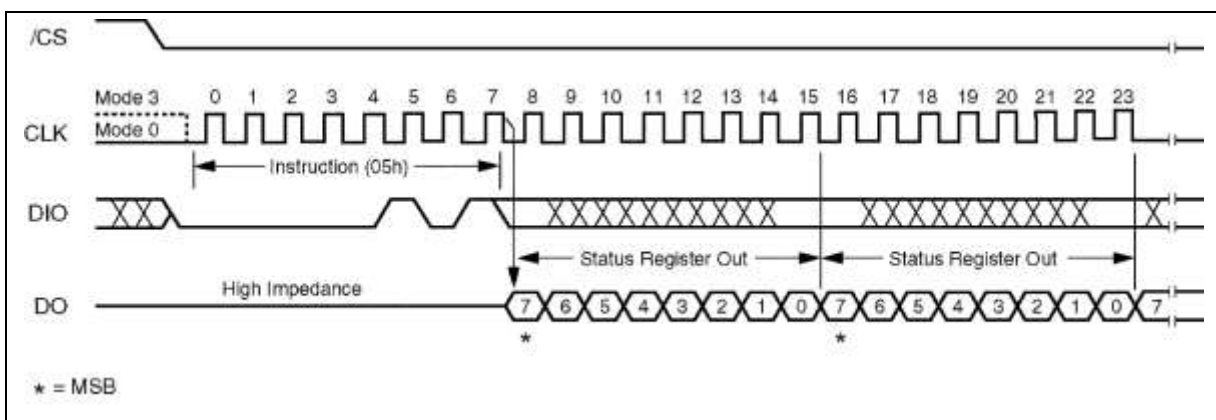 /CS
Mode 3 0 1 2 3 4 5 6 7 8 9 10 11 12 13 14 15 16 17 18 19 20 21 22 23
CLK Mode 0
Instruction (05h)
DIO
Status Register Out Status Register Out
High Impedance
DO 7 6 5 4 3 2 1 0 7 6 5 4 3 2 1 0 7
* *
* = MSB